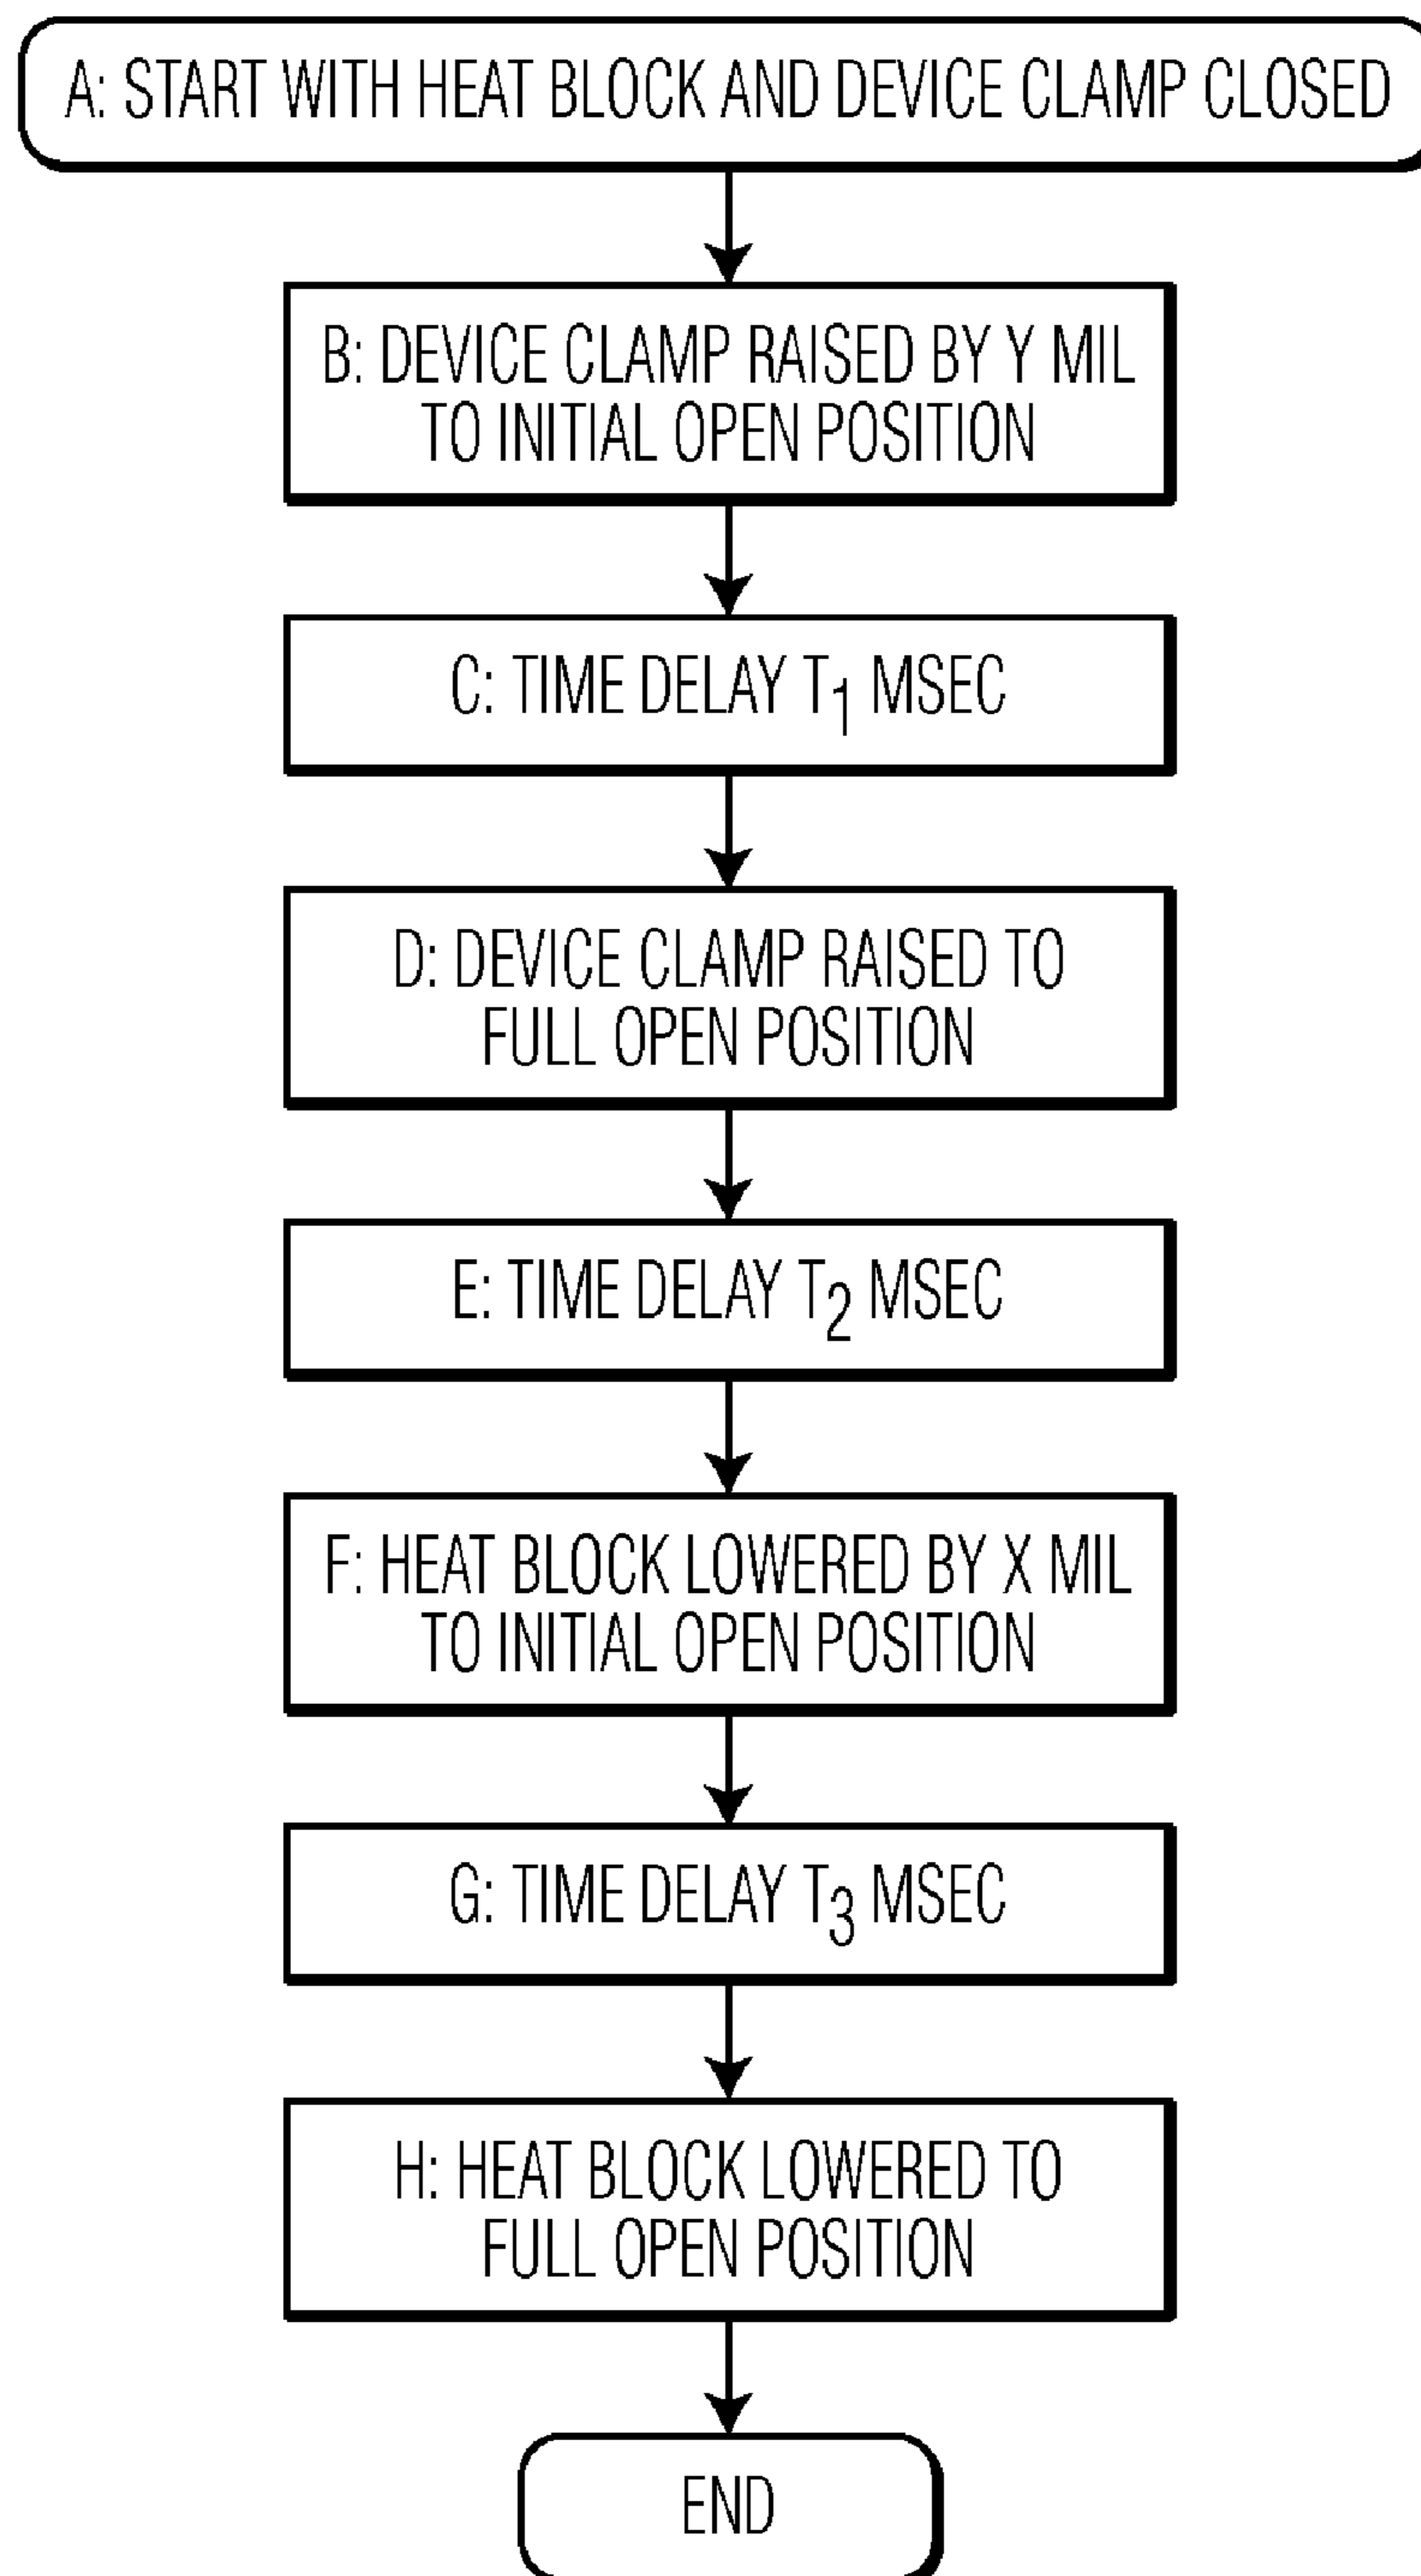 A: START WITH HEAT BLOCK AND DEVICE CLAMP CLOSED
B: DEVICE CLAMP RAISED BY Y MIL
TO INITIAL OPEN POSITION
C: TIME DELAY T1 MSEC
D: DEVICE CLAMP RAISED TO
FULL OPEN POSITION
E: TIME DELAY T2 MSEC
F: HEAT BLOCK LOWERED BY X MIL
TO INITIAL OPEN POSITION
G: TIME DELAY T3 MSEC
H: HEAT BLOCK LOWERED TO
FULL OPEN POSITION
END